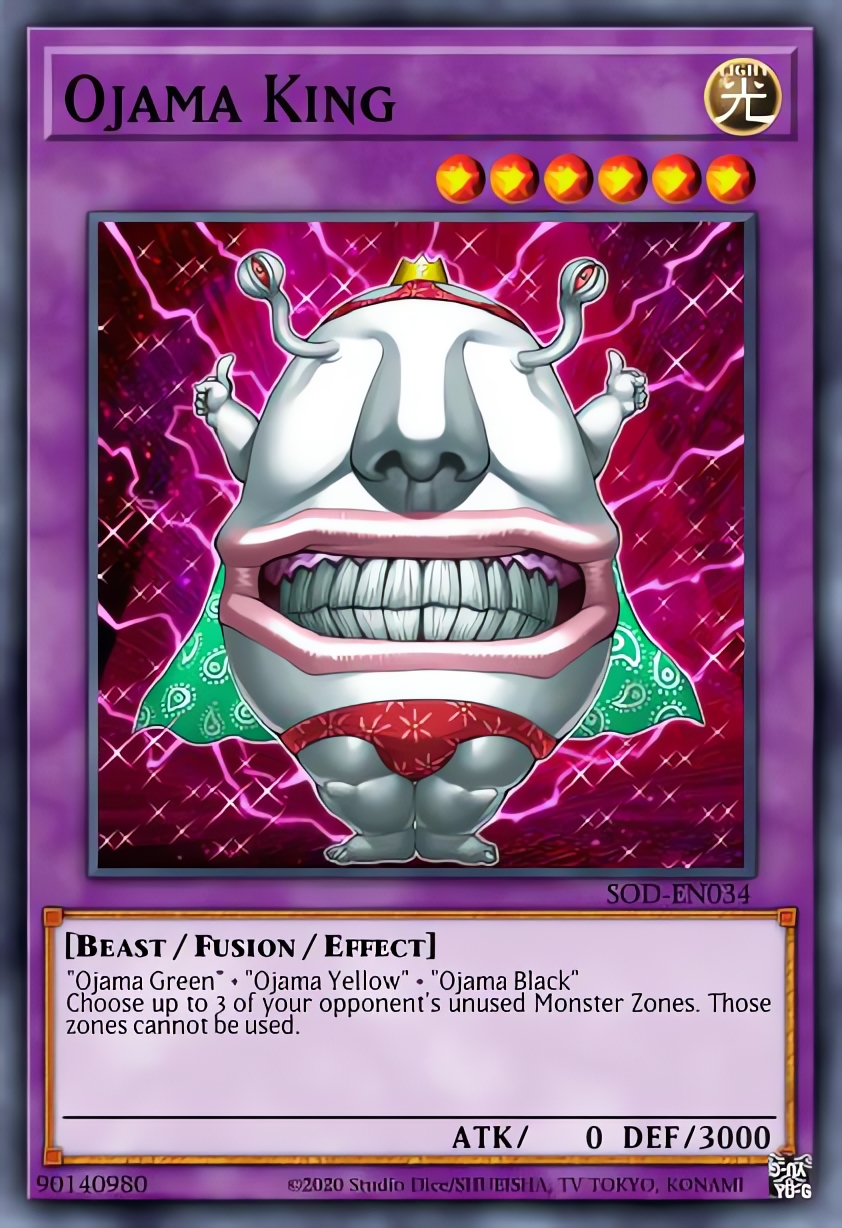 Ojama King
LIGHT
光
SOD-EN034
[Beast / Fusion / Effect]
"Ojama Green" • "Ojama Yellow" • "Ojama Black"
Choose up to 3 of your opponent's unused Monster Zones. Those
zones cannot be used.
ATK/ 0 DEF/3000
90140980
©2020 Studio Dice/SHUEISHA, TV TOKYO, KONAMI